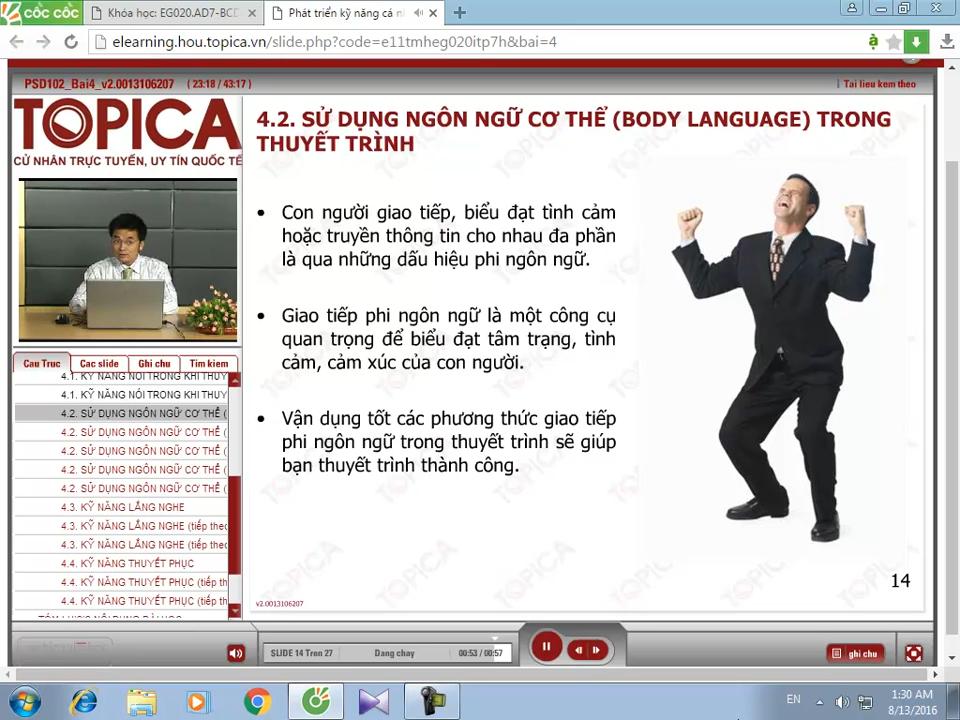 cốc cốc
Khóa học: EG020.AD7-BCD
Phát triển kỹ năng cá n
elearning.hou.topica.vn/slide.php?code=e11tmheg020itp7h&bai=4
PSD102_Bai4_v2.0013106207 ( 23:18 / 43:17 )
Tai lieu kem theo
TOPICA
CỬ NHÂN TRỰC TUYẾN, UY TÍN QUỐC TẾ
4.2. SỬ DỤNG NGÔN NGỮ CƠ THỂ (BODY LANGUAGE) TRONG
THUYẾT TRÌNH
• Con người giao tiếp, biểu đạt tình cảm
hoặc truyền thông tin cho nhau đa phần
là qua những dấu hiệu phi ngôn ngữ.
• Giao tiếp phi ngôn ngữ là một công cụ
quan trọng để biểu đạt tâm trạng, tình
cảm, cảm xúc của con người.
• Vận dụng tốt các phương thức giao tiếp
phi ngôn ngữ trong thuyết trình sẽ giúp
bạn thuyết trình thành công.
14
v2.0013106207
Cau Truc Cac slide Ghi chu Tim kiem
4.1. KỸ NĂNG NÓI TRONG KHI THUY
4.1. KỸ NĂNG NÓI TRONG KHI THUY
4.2. SỬ DỤNG NGÔN NGỮ CƠ THỂ (
4.2. SỬ DỤNG NGÔN NGỮ CƠ THỂ (
4.2. SỬ DỤNG NGÔN NGỮ CƠ THỂ (
4.2. SỬ DỤNG NGÔN NGỮ CƠ THỂ (
4.2. SỬ DỤNG NGÔN NGỮ CƠ THỂ (
4.3. KỸ NĂNG LẮNG NGHE
4.3. KỸ NĂNG LẮNG NGHE (tiếp theo
4.3. KỸ NĂNG LẮNG NGHE (tiếp theo
4.4. KỸ NĂNG THUYẾT PHỤC
4.4. KỸ NĂNG THUYẾT PHỤC (tiếp th
4.4. KỸ NĂNG THUYẾT PHỤC (tiếp th
SLIDE 14 Tren 27 Dang chay 00:53 / 00:57
ghi chu
EN
1:30 AM
8/13/2016